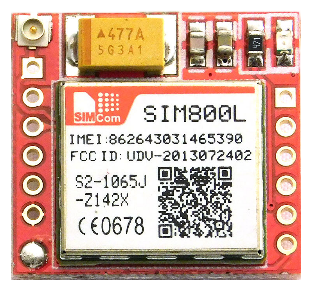 477A
5G3A1
SIMCom
SIM800L
IMEI:862643031465390
FCC ID: UDV-2013072402
S2-1065J
-Z142X
CE0678